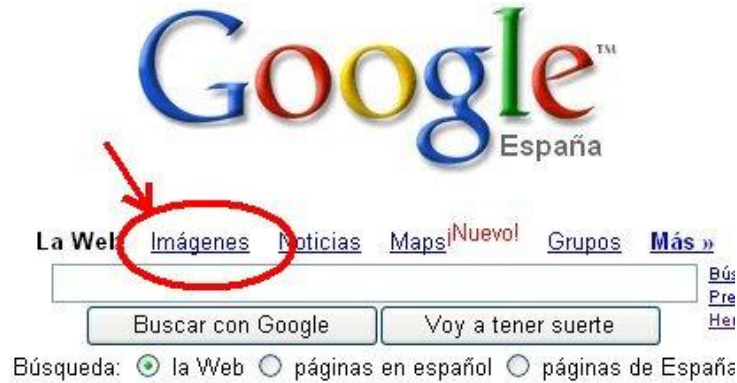 Google™
España
La Web Imágenes Noticias Maps ¡Nuevo! Grupos Más »
Buscar con Google Voy a tener suerte
Búsqueda: la Web páginas en español páginas de España